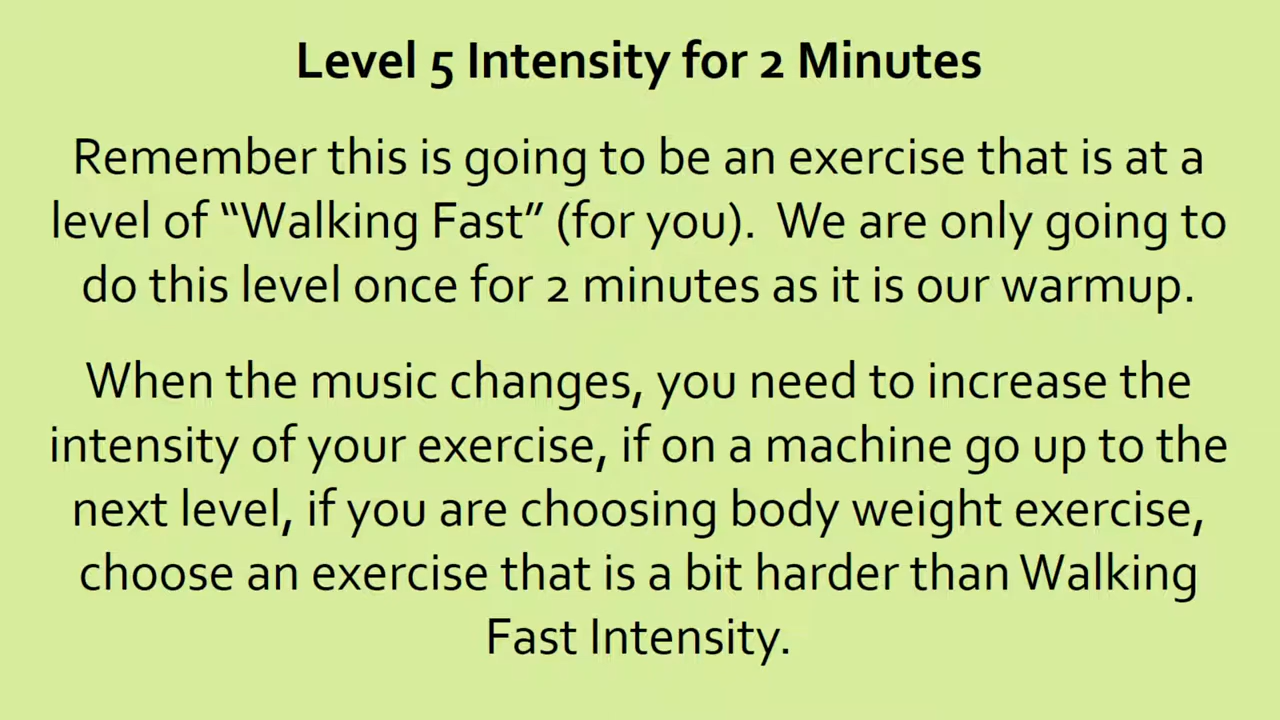 Level 5 Intensity for 2 Minutes
Remember this is going to be an exercise that is at a
level of “Walking Fast” (for you).  We are only going to
do this level once for 2 minutes as it is our warmup.
When the music changes, you need to increase the
intensity of your exercise, if on a machine go up to the
next level, if you are choosing body weight exercise,
choose an exercise that is a bit harder than Walking
Fast Intensity.